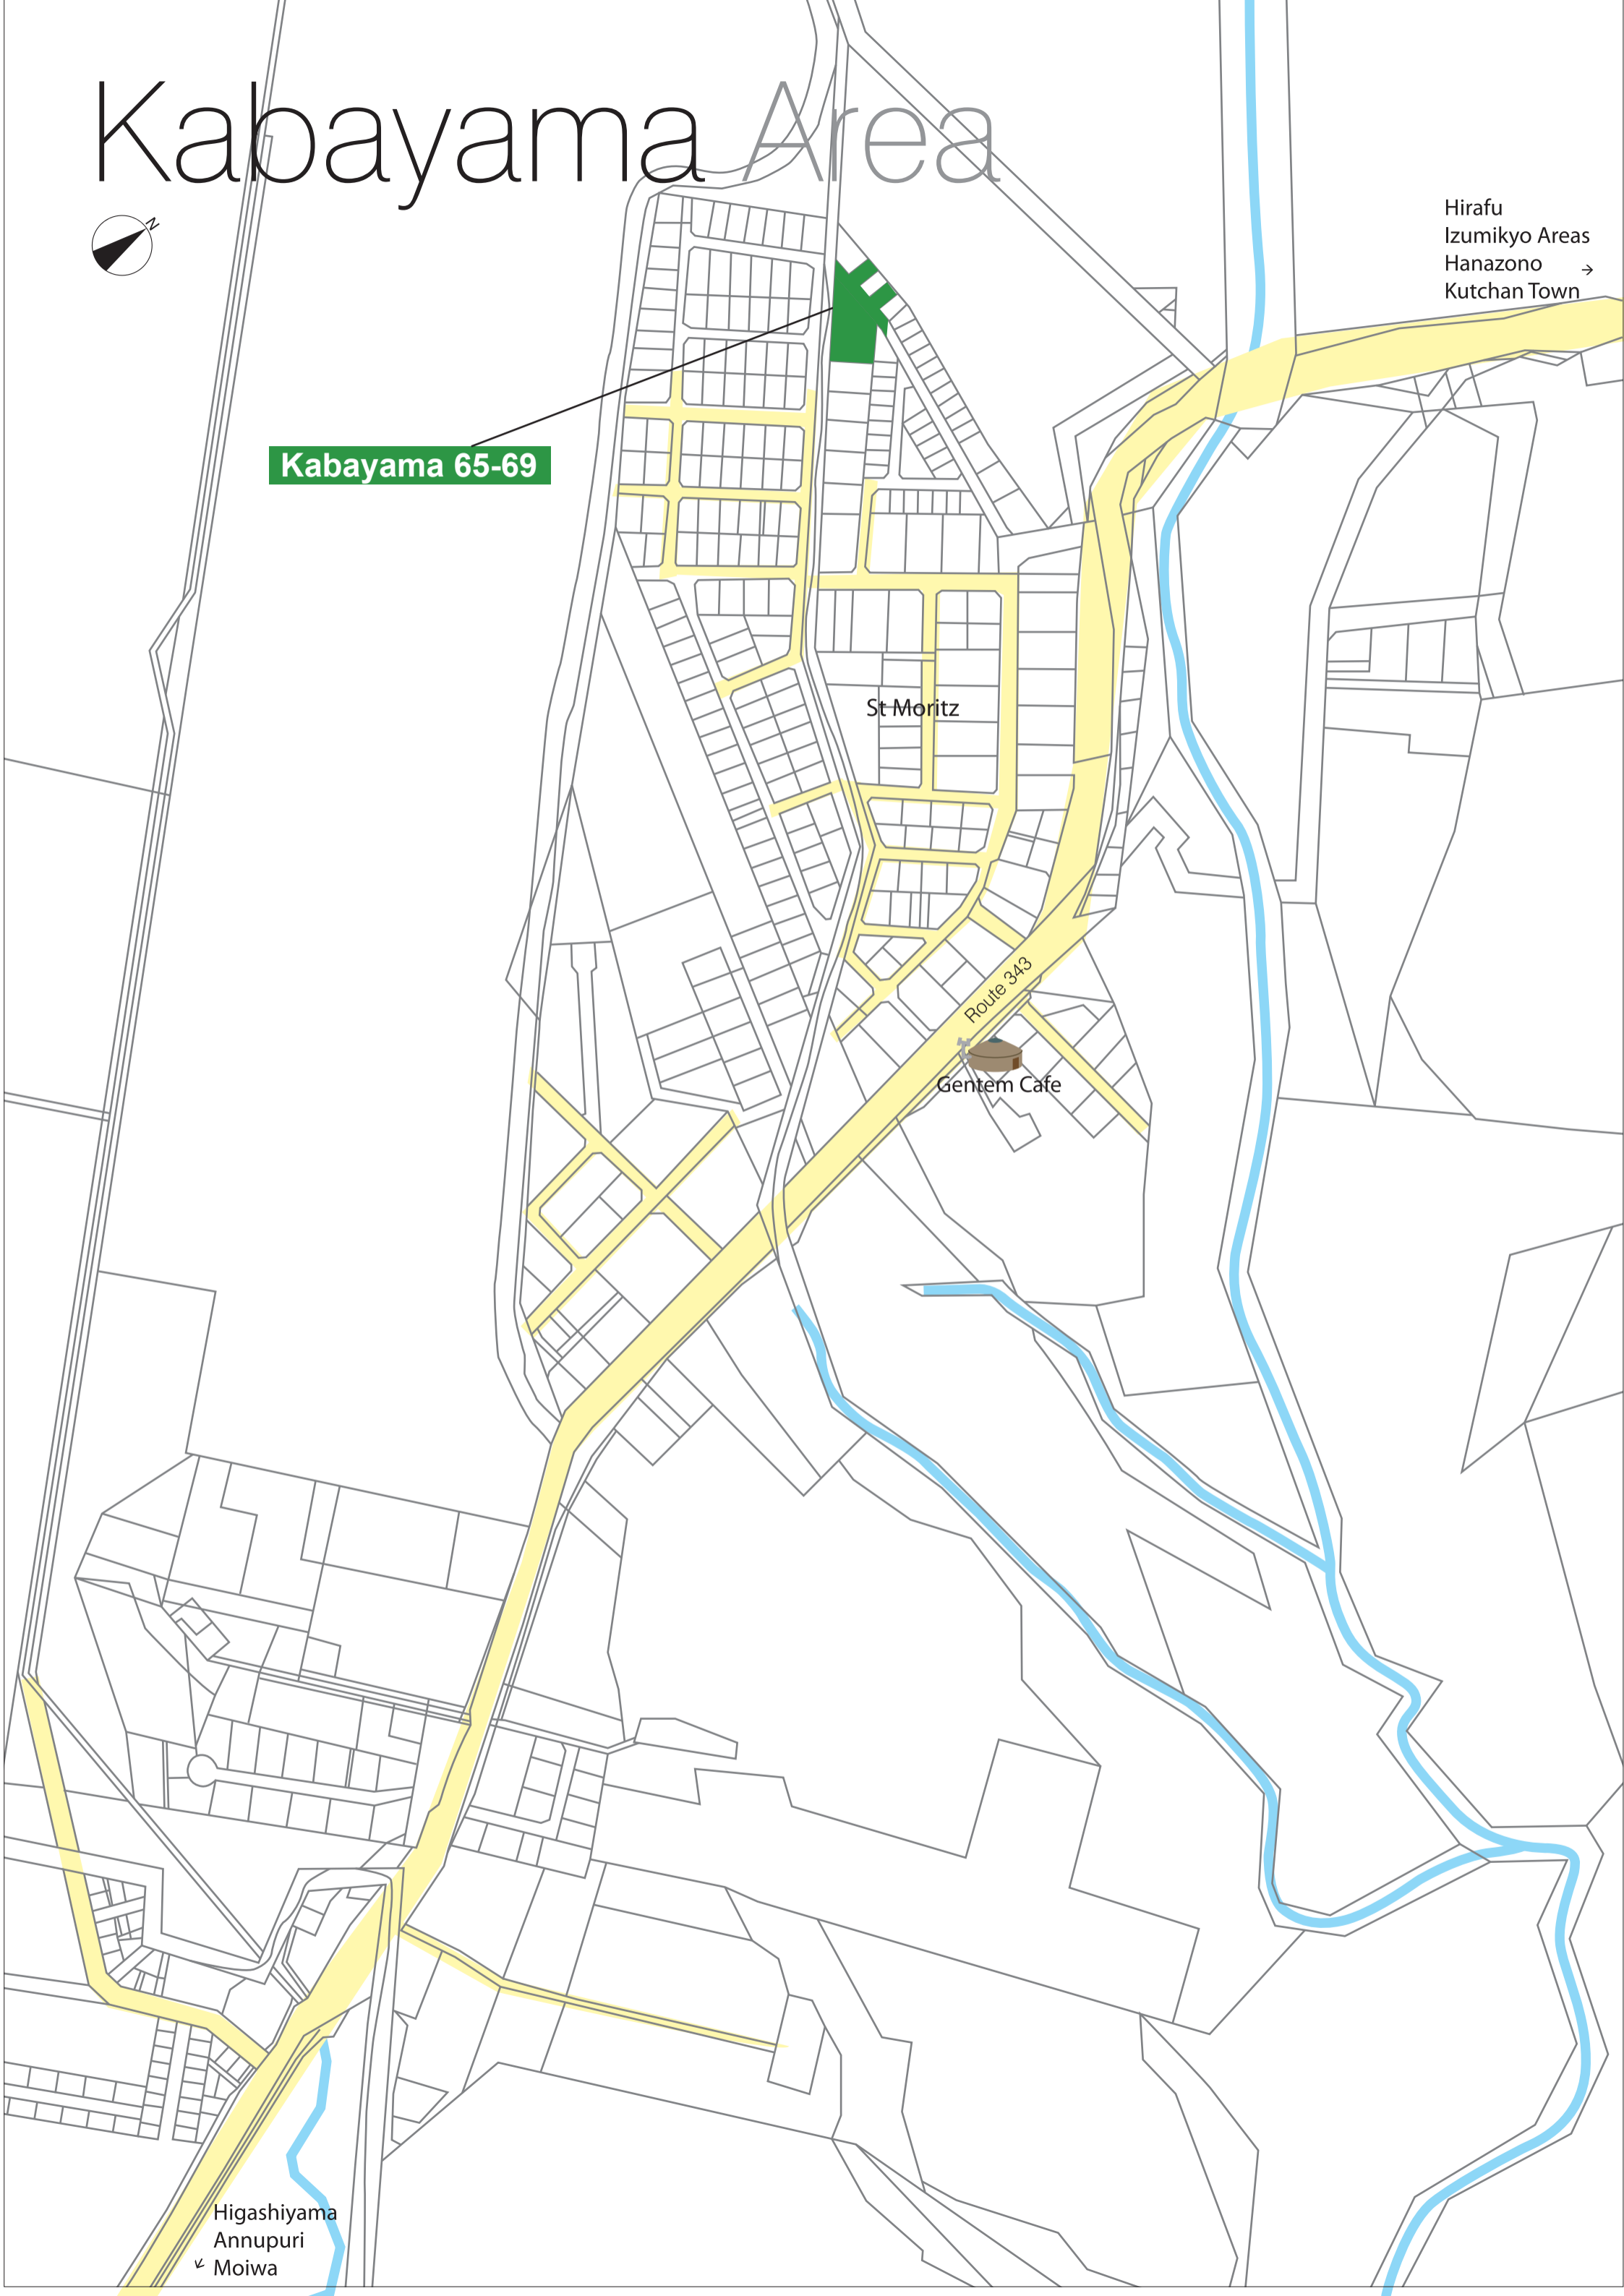 Kabayama Area
N
Hirafu
Izumikyo Areas
Hanazono →
Kutchan Town
Kabayama 65-69
St Moritz
Route 343
Gentem Cafe
Higashiyama
Annupuri
↙ Moiwa